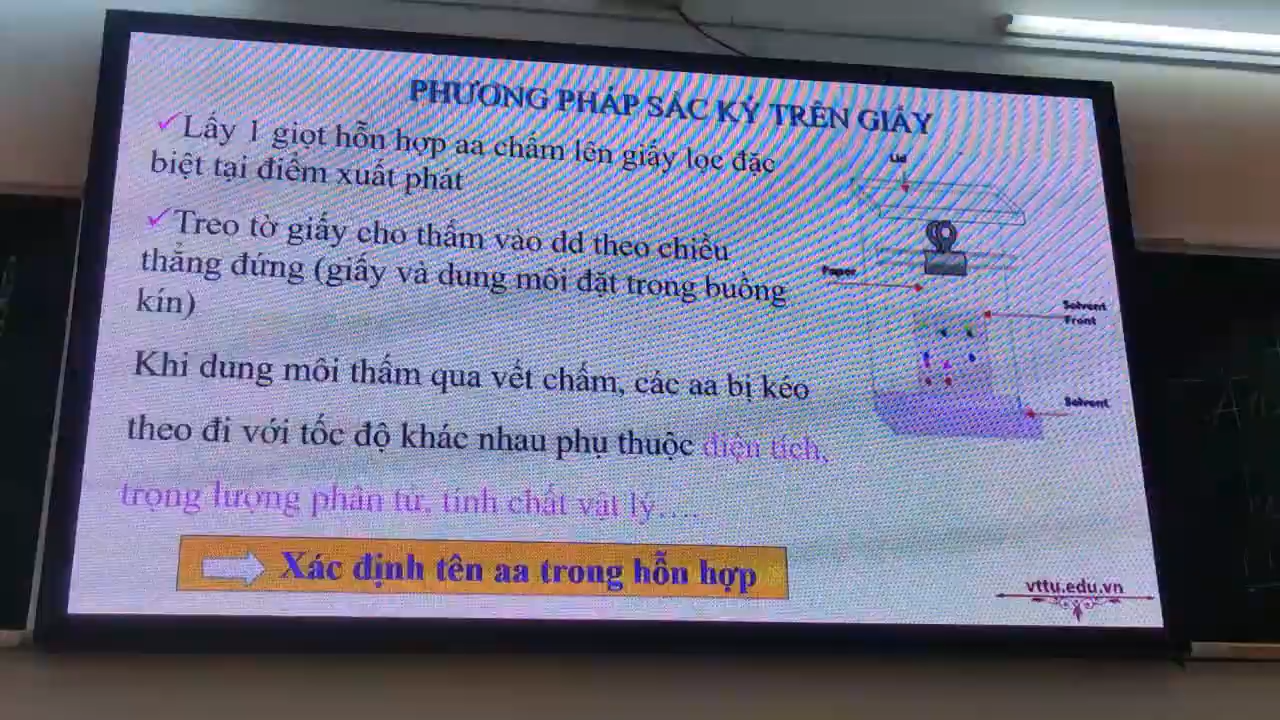 PHƯƠNG PHÁP SẮC KÝ TRÊN GIẤY
✓Lấy 1 giọt hỗn hợp aa chấm lên giấy lọc đặc
biệt tại điểm xuất phát
✓Treo tờ giấy cho thấm vào dd theo chiều
thẳng đứng (giấy và dung môi đặt trong buồng
kín)
Khi dung môi thấm qua vết chấm, các aa bị kéo
theo đi với tốc độ khác nhau phụ thuộc điện tích,
trọng lượng phân tử, tính chất vật lý....
Xác định tên aa trong hỗn hợp
Lid
Paper
Solvent
Front
Solvent
vttu.edu.vn